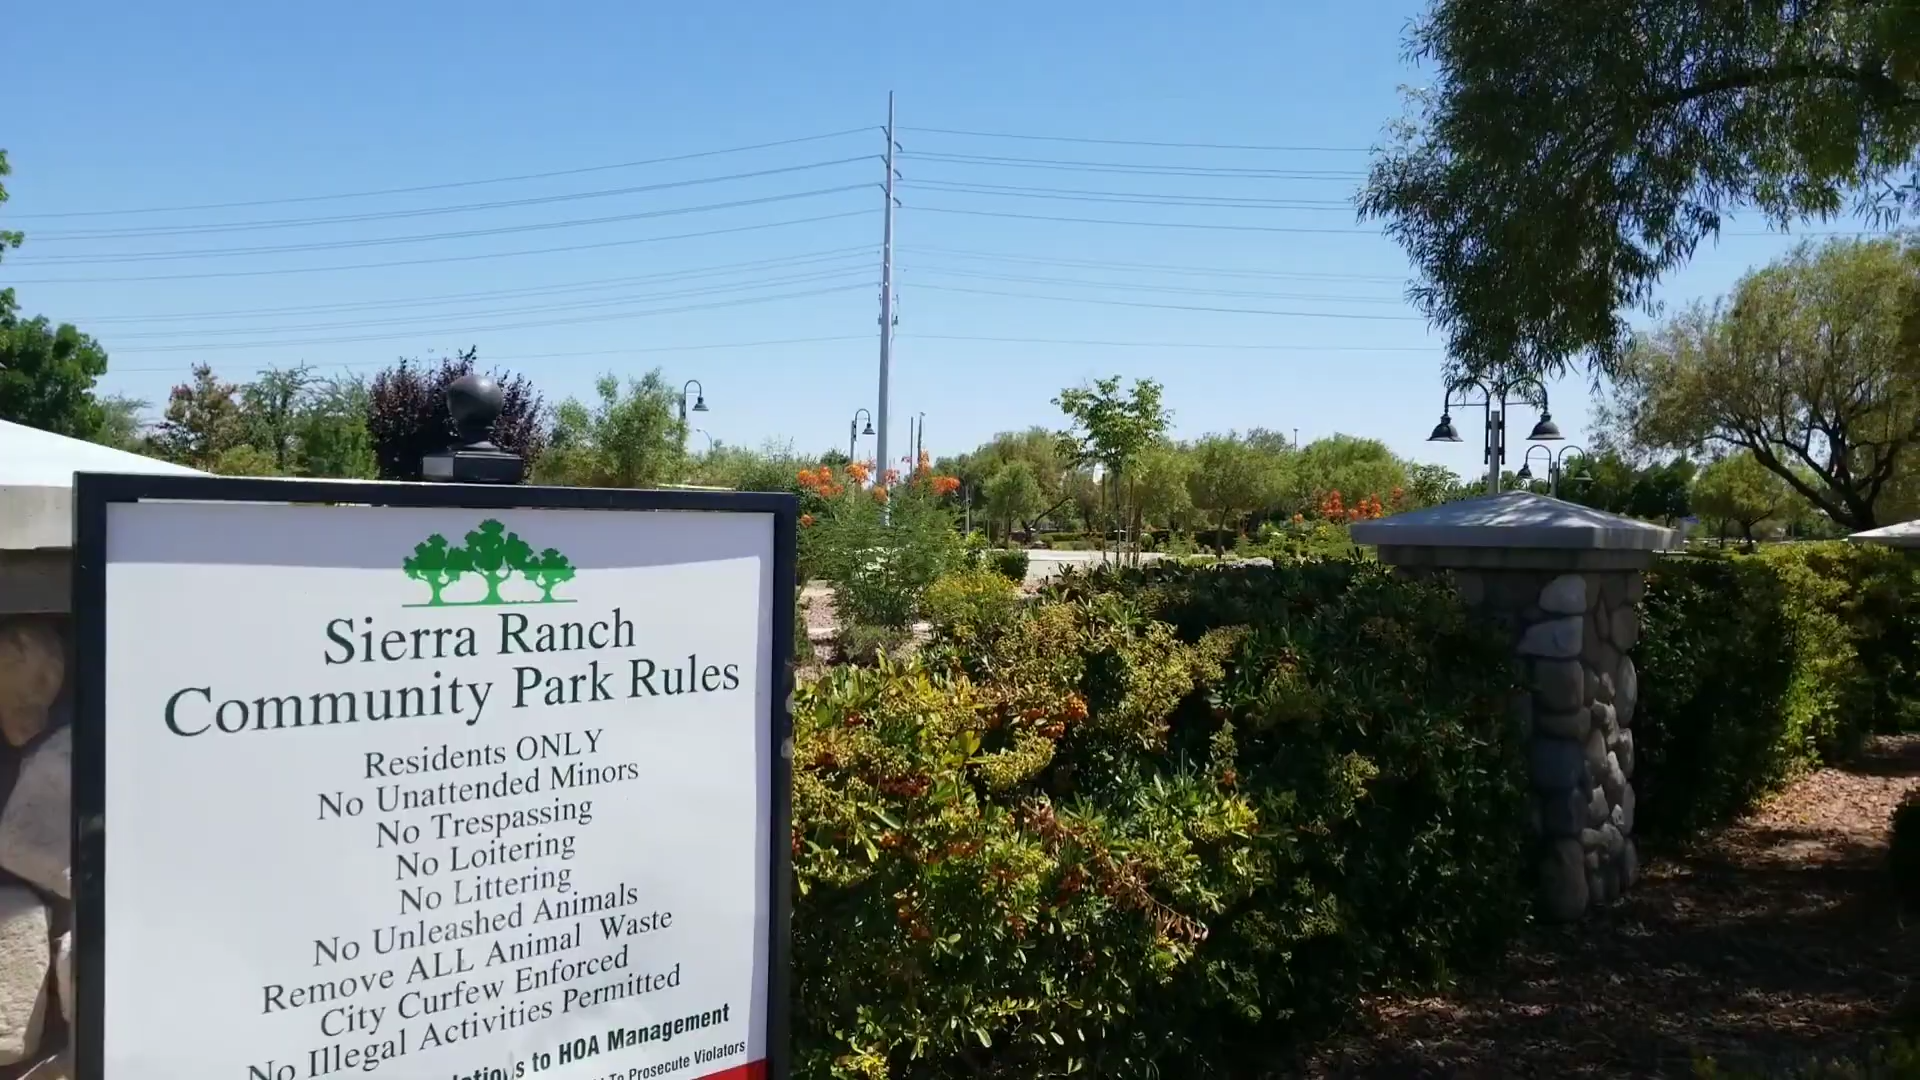 Sierra Ranch
Community Park Rules
Residents ONLY
No Unattended Minors
No Trespassing
No Loitering
No Littering
No Unleashed Animals
Remove ALL Animal Waste
City Curfew Enforced
No Illegal Activities Permitted
to HOA Management
To Prosecute Violators